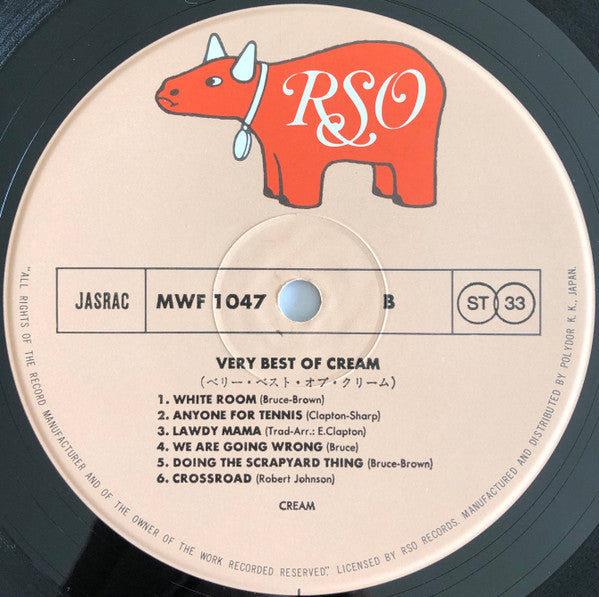 RSO
JASRAC MWF 1047 B ST 33
VERY BEST OF CREAM
(ベリー・ベスト・オブ・クリーム)
1. WHITE ROOM (Bruce-Brown)
2. ANYONE FOR TENNIS (Clapton-Sharp)
3. LAWDY MAMA (Trad-Arr.: E.Clapton)
4. WE ARE GOING WRONG (Bruce)
5. DOING THE SCRAPYARD THING (Bruce-Brown)
6. CROSSROAD (Robert Johnson)
CREAM
"ALL RIGHTS OF THE RECORD MANUFACTURER AND OF THE OWNER OF THE WORK RECORDED RESERVED". LICENSED BY RSO RECORDS. MANUFACTURED AND DISTRIBUTED BY POLYDOR K. K., JAPAN.